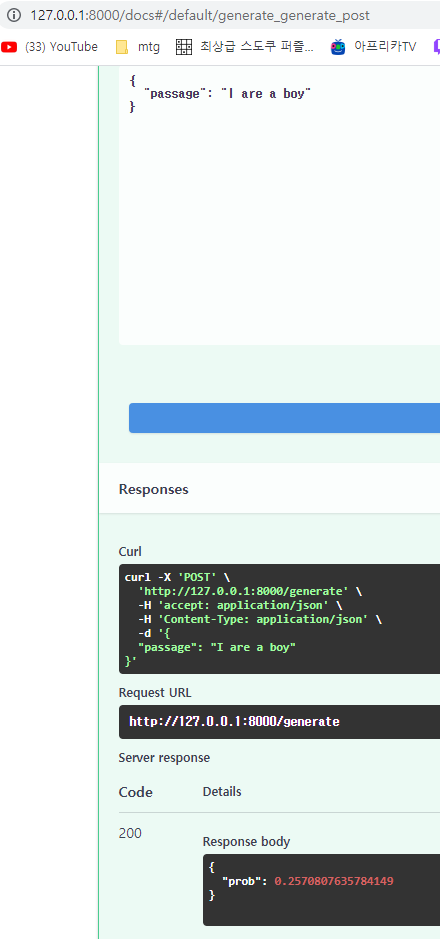 127.0.0.1:8000/docs#/default/generate_generate_post
(33) YouTube mtg 최상급 스도쿠 퍼즐... 아프리카TV
{
"passage": "I are a boy"
}
Responses
Curl
curl -X 'POST' \
'http://127.0.0.1:8000/generate' \
-H 'accept: application/json' \
-H 'Content-Type: application/json' \
-d '{
"passage": "I are a boy"
}'
Request URL
http://127.0.0.1:8000/generate
Server response
Code Details
200
Response body
{
"prob": 0.2570807635784149
}